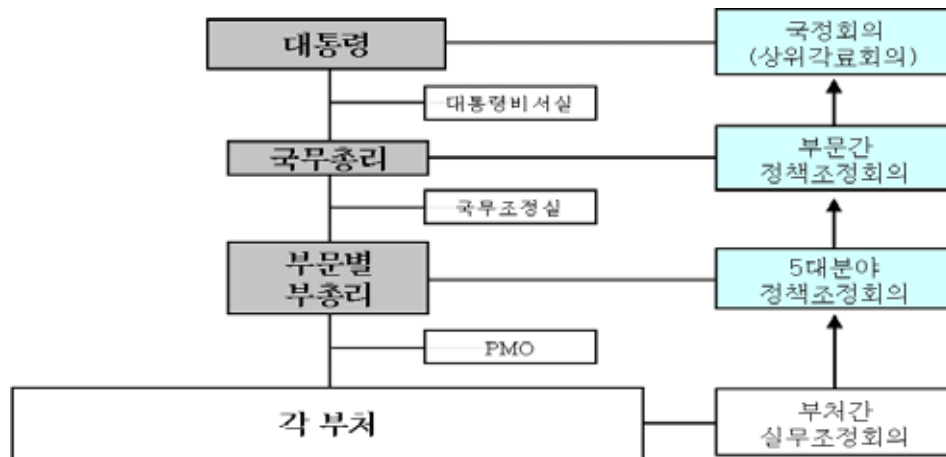 대통령
국정회의
(상위각료회의)
대통령비서실
국무총리
부문간
정책조정회의
국무조정실
부문별
부총리
5대분야
정책조정회의
PMO
각 부처
부처간
실무조정회의